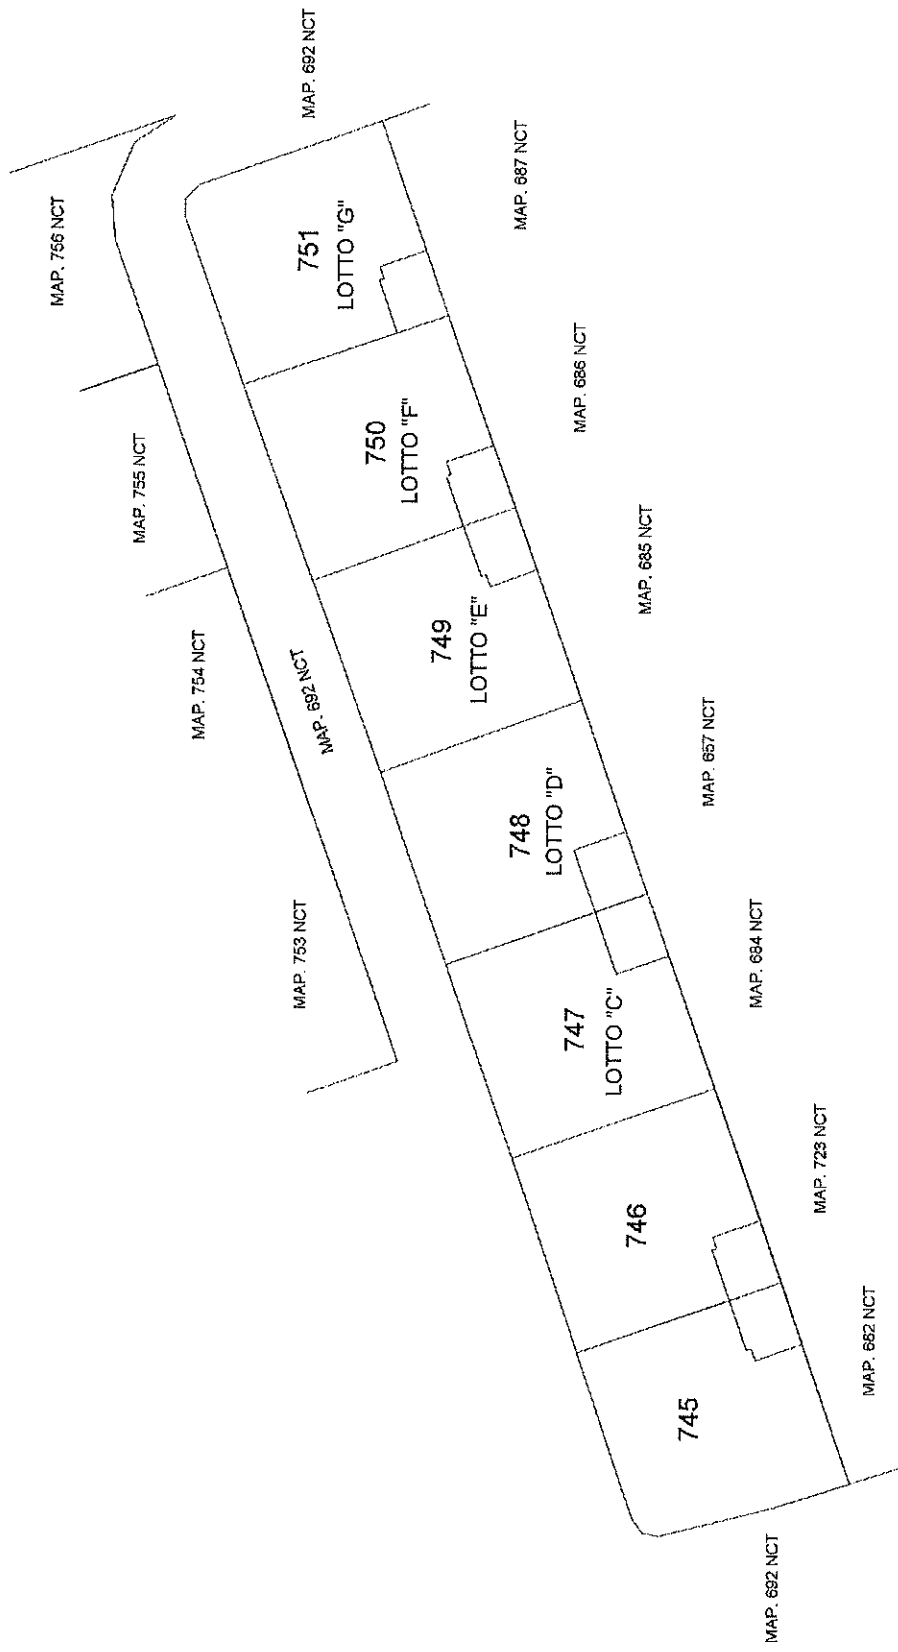 MAP. 692 NCT
MAP. 756 NCT
MAP. 687 NCT
751
LOTTO "G"
MAP. 755 NCT
MAP. 686 NCT
750
LOTTO "F"
MAP. 754 NCT
MAP. 692 NCT
MAP. 685 NCT
749
LOTTO "E"
MAP. 657 NCT
748
LOTTO "D"
MAP. 753 NCT
MAP. 684 NCT
747
LOTTO "C"
MAP. 723 NCT
746
MAP. 682 NCT
745
MAP. 692 NCT